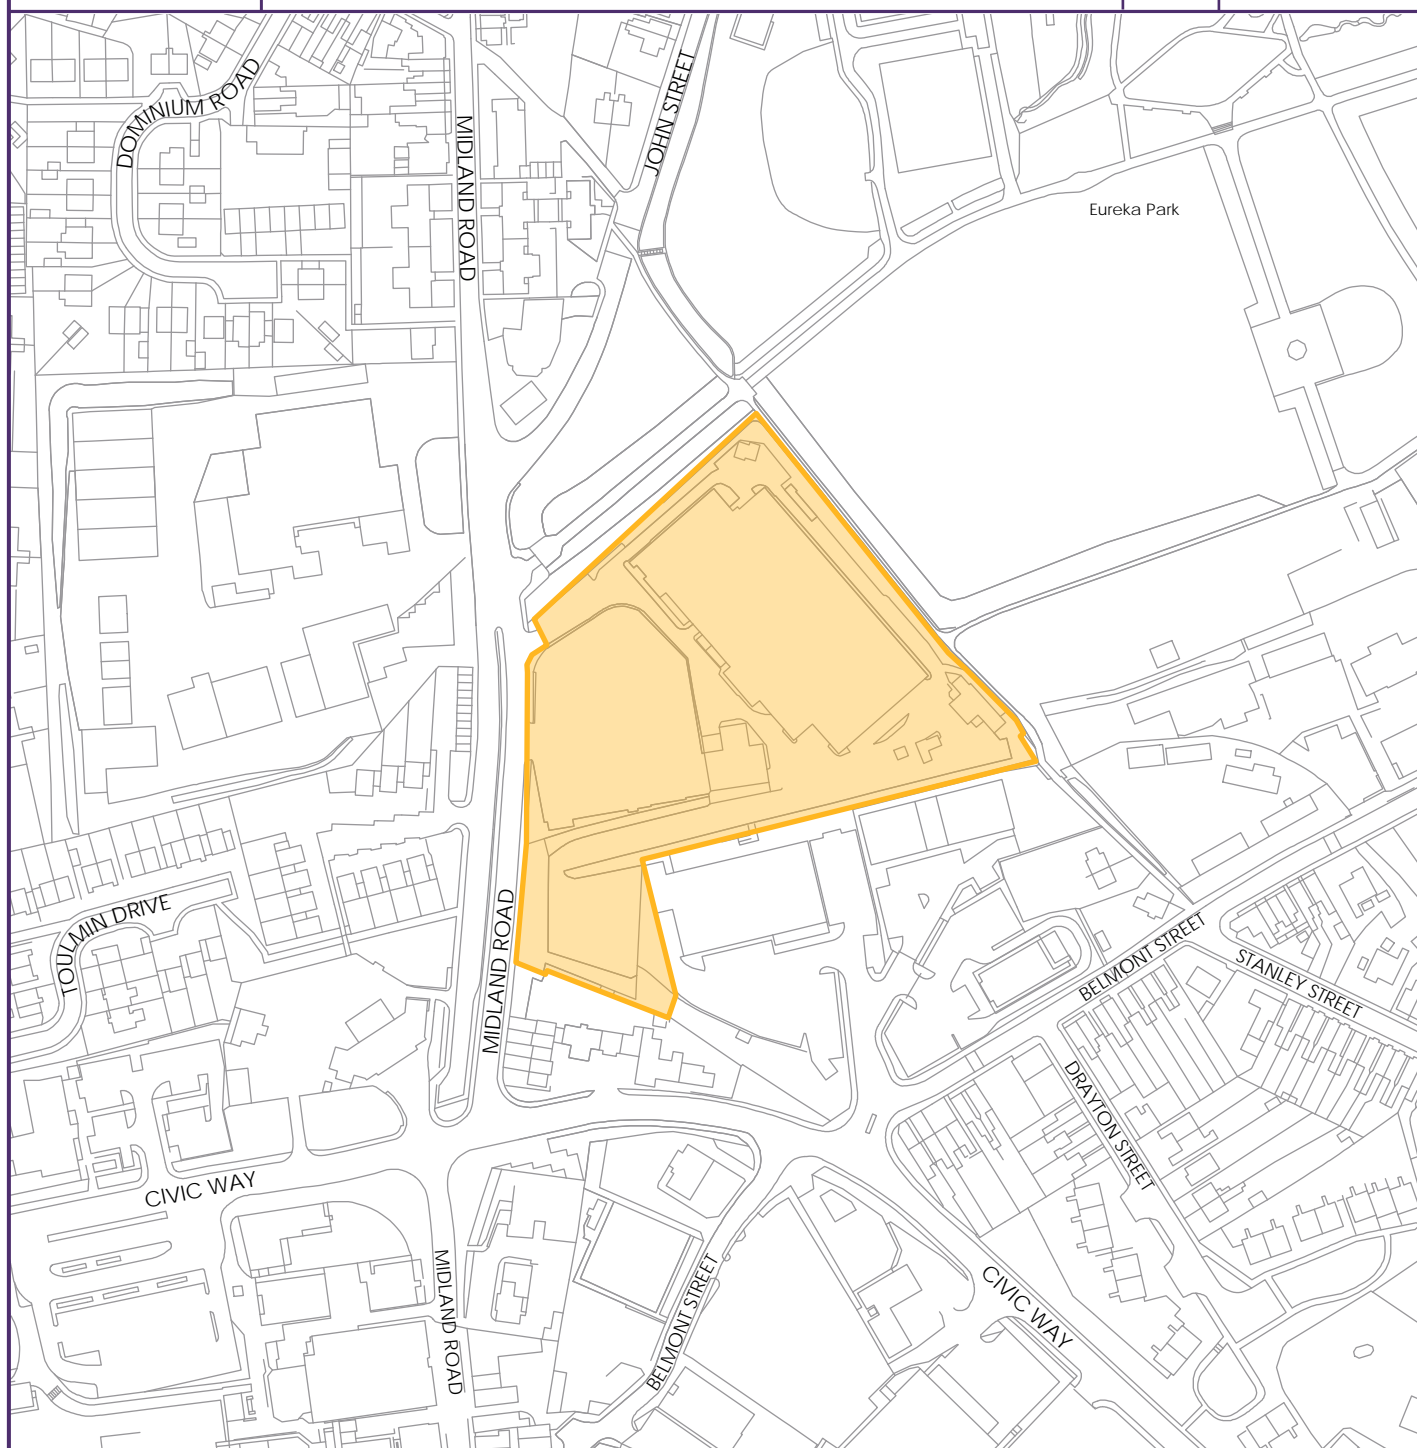 DOMINIUM ROAD
MIDLAND ROAD
JOHN STREET
Eureka Park
TOULMIN DRIVE
MIDLAND ROAD
BELMONT STREET
STANLEY STREET
DRAYTON STREET
CIVIC WAY
MIDLAND ROAD
BELMONT STREET
CIVIC WAY